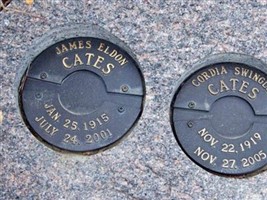 JAMES ELDON
CATES
JAN. 25. 1915
JULY 24. 2001
CORDIA SWING
CATES
NOV. 22. 1919
NOV. 27. 2005